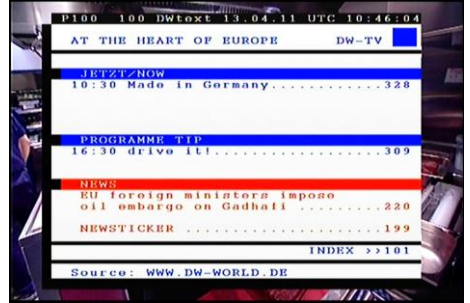 P100 100 DWtext 13.04.11 UTC 10:46:04
AT THE HEART OF EUROPE DW-TV
JETZT/NOW
10:30 Made in Germany............328
PROGRAMME TIP
16:30 drive it!..................309
NEWS
EU foreign ministers impose
oil embargo on Gadhafi .........220
NEWSTICKER .....................199
INDEX >>101
Source: WWW.DW-WORLD.DE